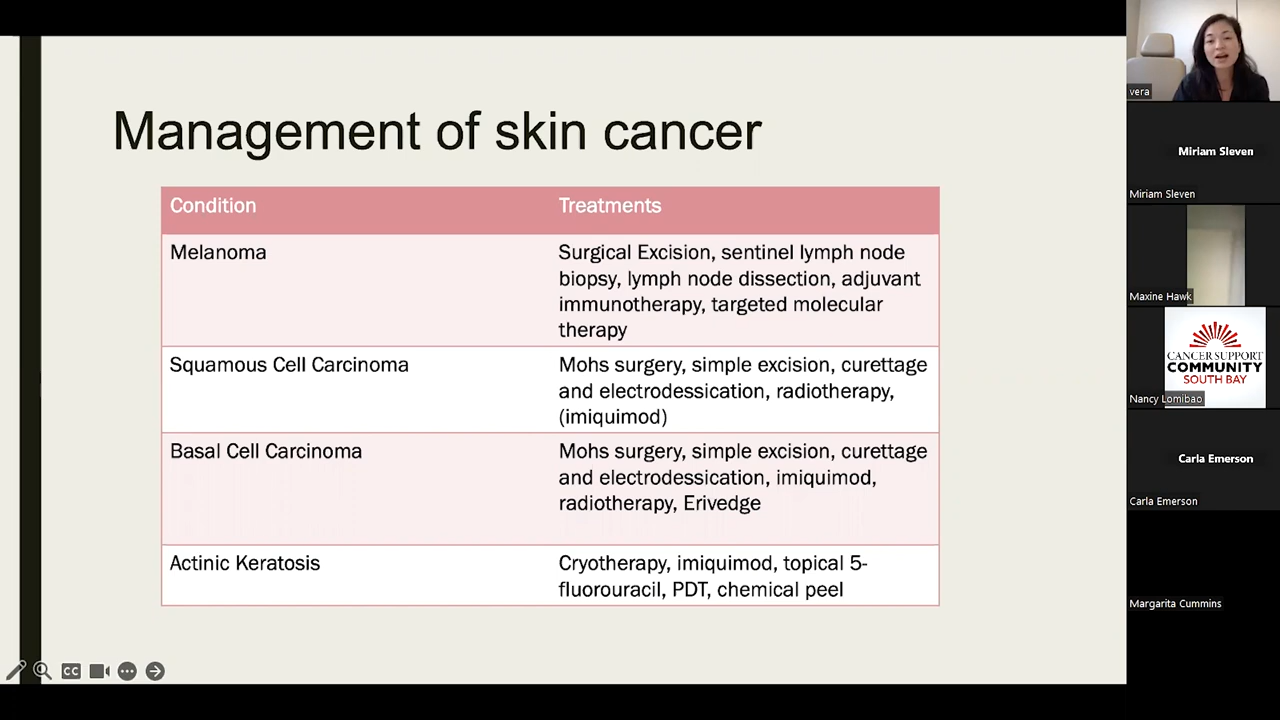 Management of skin cancer
Condition
Treatments
Melanoma
Surgical Excision, sentinel lymph node
biopsy, lymph node dissection, adjuvant
immunotherapy, targeted molecular
therapy
Squamous Cell Carcinoma
Mohs surgery, simple excision, curettage
and electrodessication, radiotherapy,
(imiquimod)
Basal Cell Carcinoma
Mohs surgery, simple excision, curettage
and electrodessication, imiquimod,
radiotherapy, Erivedge
Actinic Keratosis
Cryotherapy, imiquimod, topical 5-
fluorouracil, PDT, chemical peel
CC
vera
Miriam Sleven
Miriam Sleven
Maxine Hawk
CANCER SUPPORT
COMMUNITY
SOUTH BAY
Nancy Lomibao
Carla Emerson
Carla Emerson
Margarita Cummins